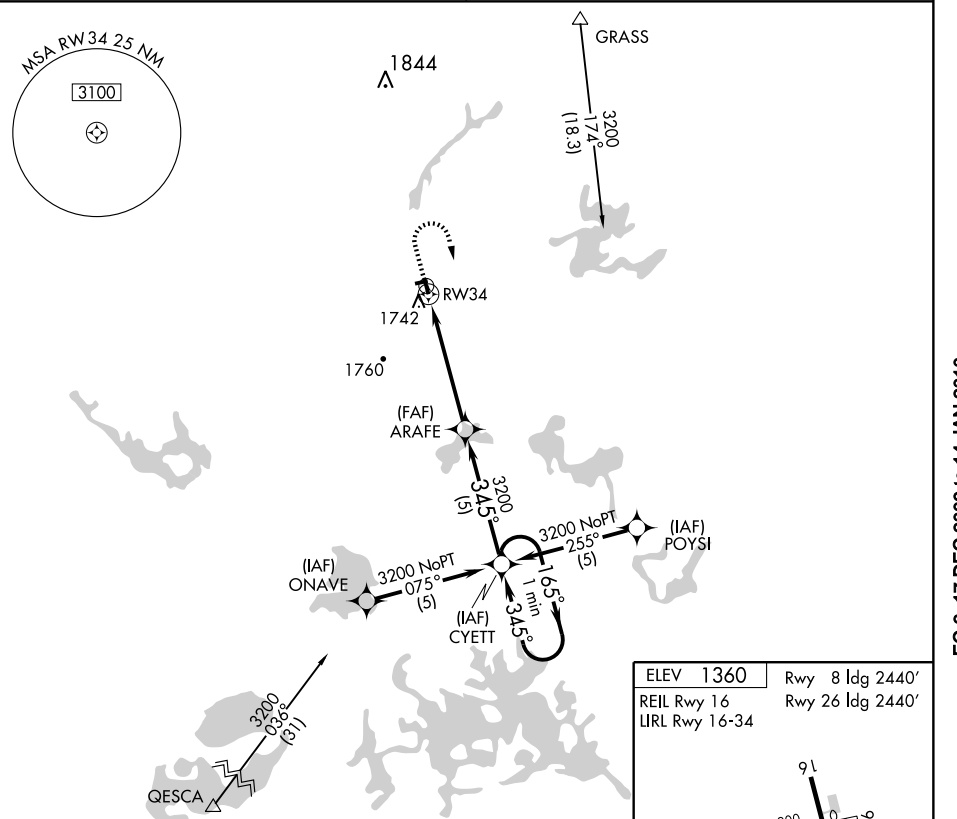 MSA RW34 25 NM
3100
1844
GRASS
3200
174°
(18.3)
RW34
1742
1760
(FAF)
ARAFE
3200
345°
(5)
(IAF)
POYSI
3200 NoPT
255°
(5)
(IAF)
ONAVE
3200 NoPT
075°
(5)
(IAF)
CYETT
165°
1 min
345°
3200
036°
(31)
QESCA
ELEV 1360
Rwy 8 ldg 2440'
REIL Rwy 16
Rwy 26 ldg 2440'
LIRL Rwy 16-34
16